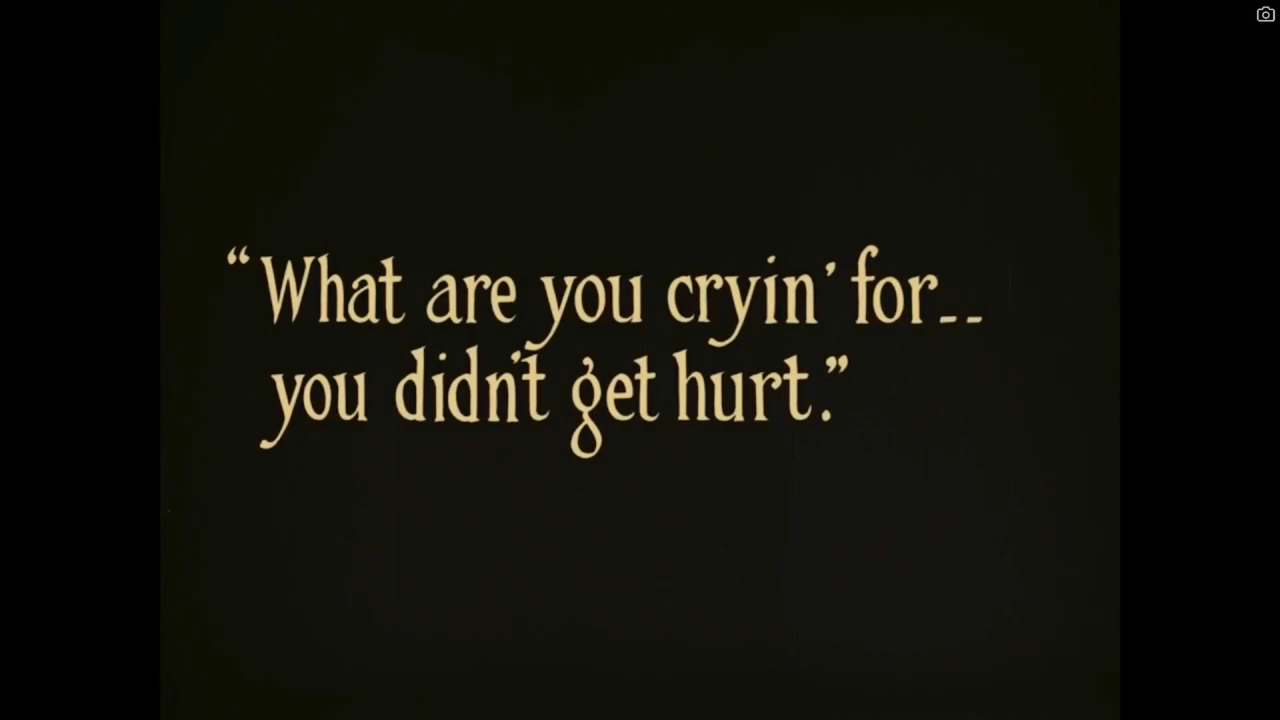 “What are you cryin’ for--
you didn’t get hurt.”